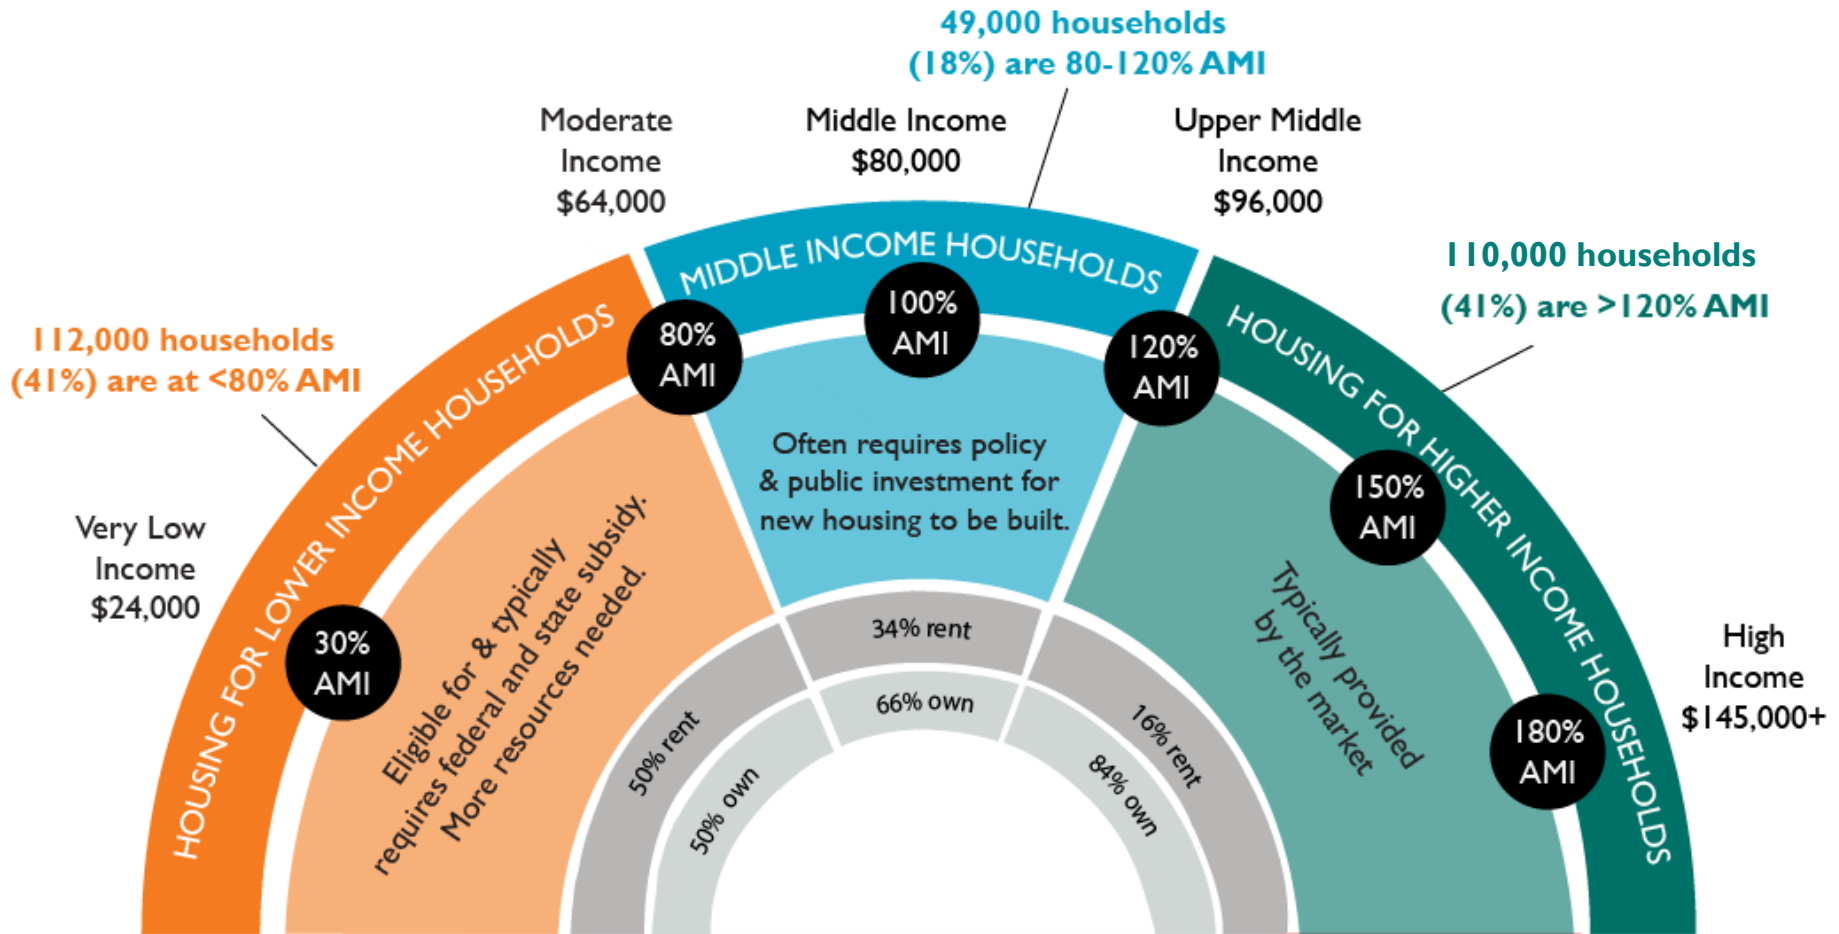 49,000 households
(18%) are 80-120% AMI
Moderate
Income
$64,000
Middle Income
$80,000
Upper Middle
Income
$96,000
110,000 households
(41%) are >120% AMI
112,000 households
(41%) are at <80% AMI
Very Low
Income
$24,000
High
Income
$145,000+
HOUSING FOR LOWER INCOME HOUSEHOLDS
MIDDLE INCOME HOUSEHOLDS
HOUSING FOR HIGHER INCOME HOUSEHOLDS
30%
AMI
80%
AMI
100%
AMI
120%
AMI
150%
AMI
180%
AMI
Eligible for & typically
requires federal and state subsidy.
More resources needed.
Often requires policy
& public investment for
new housing to be built.
Typically provided
by the market
50% rent
50% own
34% rent
66% own
16% rent
84% own